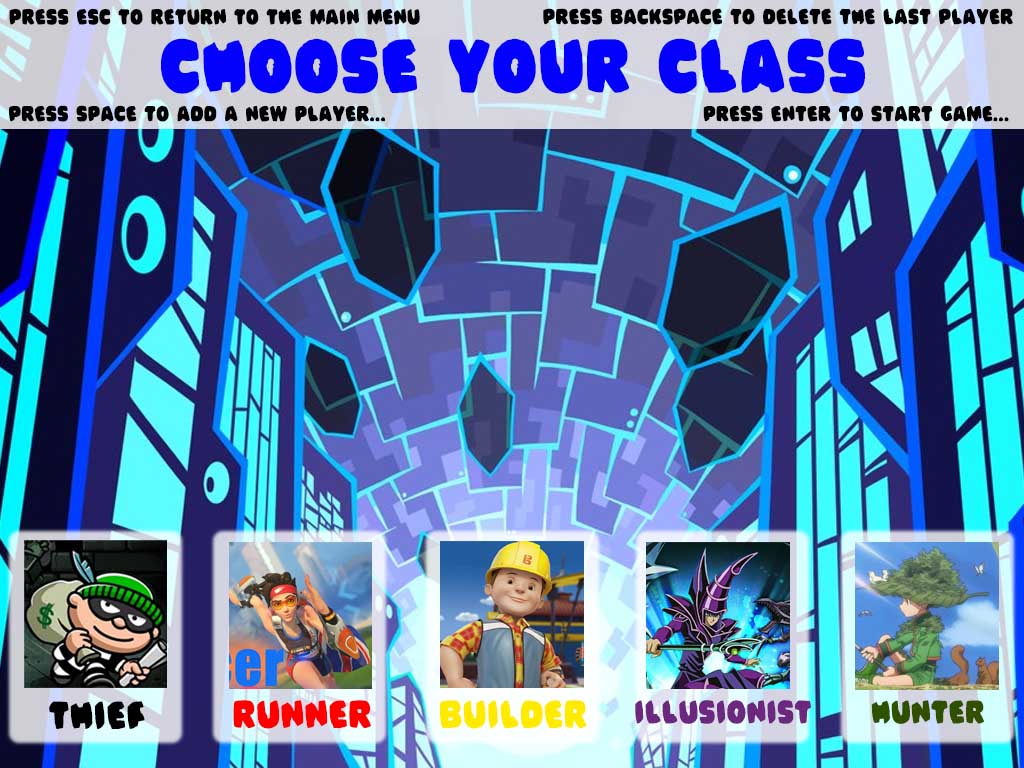 PRESS ESC TO RETURN TO THE MAIN MENU
PRESS BACKSPACE TO DELETE THE LAST PLAYER
CHOOSE YOUR CLASS
PRESS SPACE TO ADD A NEW PLAYER...
PRESS ENTER TO START GAME...
$
er
B
THIEF
RUNNER
BUILDER
ILLUSIONIST
HUNTER